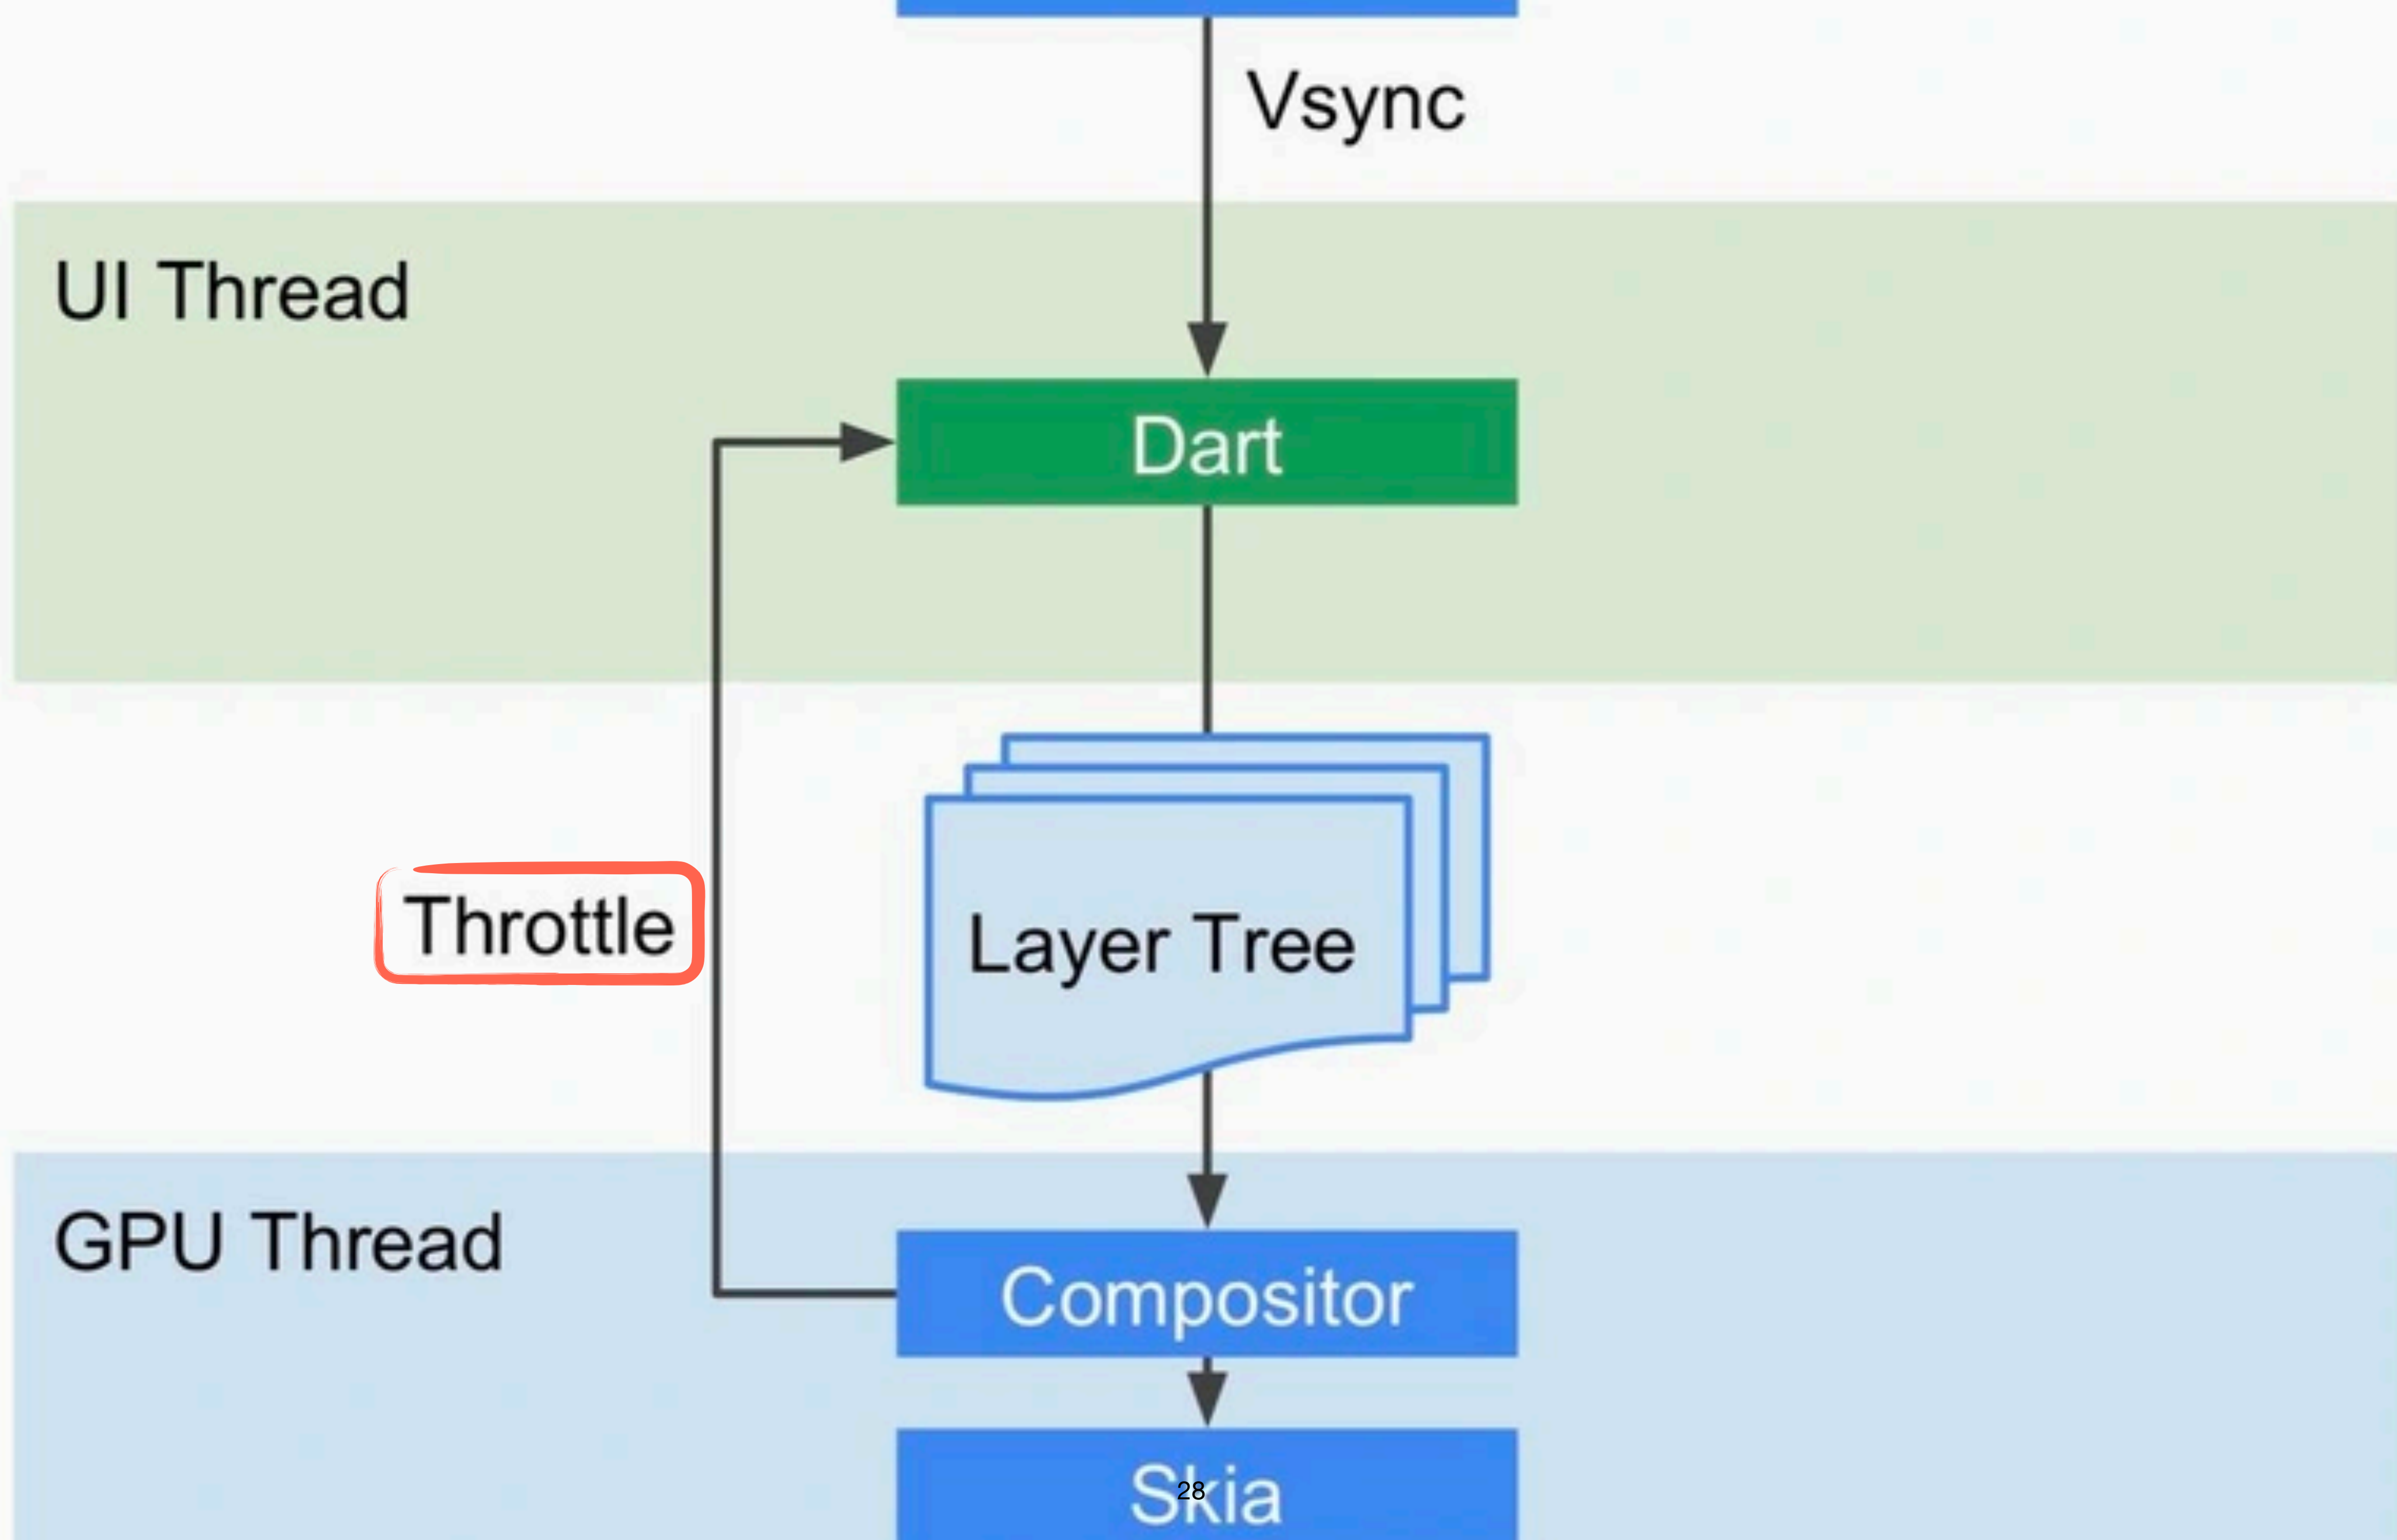 Vsync
UI Thread
Dart
Throttle
Layer Tree
GPU Thread
Compositor
Skia
28